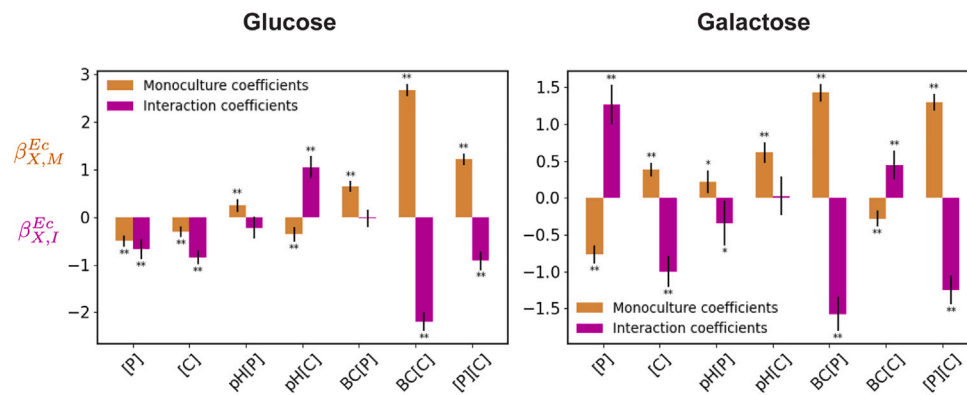 Glucose
Galactose
β^{Ec}_{X,M}
β^{Ec}_{X,I}
3
2
1
0
−1
−2
Monoculture coefficients
Interaction coefficients
**
**
**
**
**
**
**
**
**
**
**
**
[P]
[C]
pH[P]
pH[C]
BC[P]
BC[C]
[P][C]
1.5
1.0
0.5
0.0
−0.5
−1.0
−1.5
**
**
**
**
*
*
**
**
**
**
**
**
**
Monoculture coefficients
Interaction coefficients
[P]
[C]
pH[P]
pH[C]
BC[P]
BC[C]
[P][C]